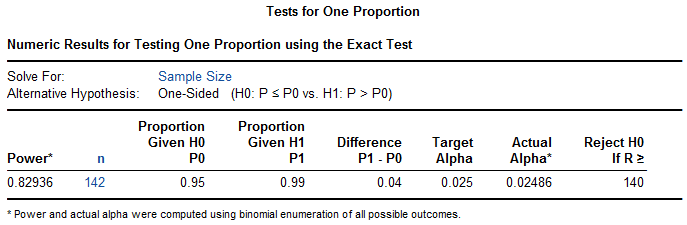 Tests for One Proportion
Numeric Results for Testing One Proportion using the Exact Test
Solve For: Sample Size
Alternative Hypothesis: One-Sided (H0: P ≤ P0 vs. H1: P > P0)
Proportion Proportion
Given H0 Given H1 Difference Target Actual Reject H0
Power* n P0 P1 P1 - P0 Alpha Alpha* If R ≥
0.82936 142 0.95 0.99 0.04 0.025 0.02486 140
* Power and actual alpha were computed using binomial enumeration of all possible outcomes.